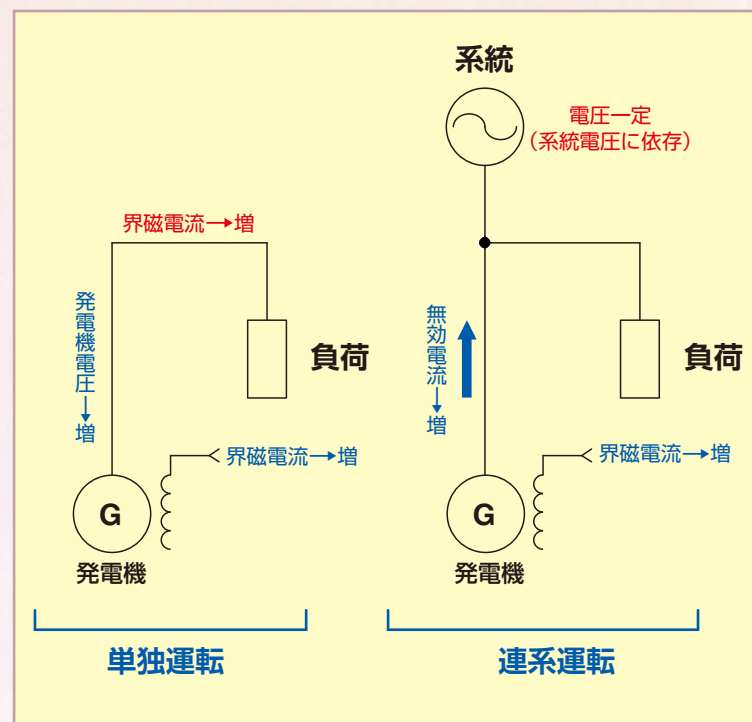 系統
電圧一定
(系統電圧に依存)
界磁電流→増
発電機電圧→増
負荷
界磁電流→増
G
発電機
単独運転
無効電流→増
負荷
界磁電流→増
G
発電機
連系運転